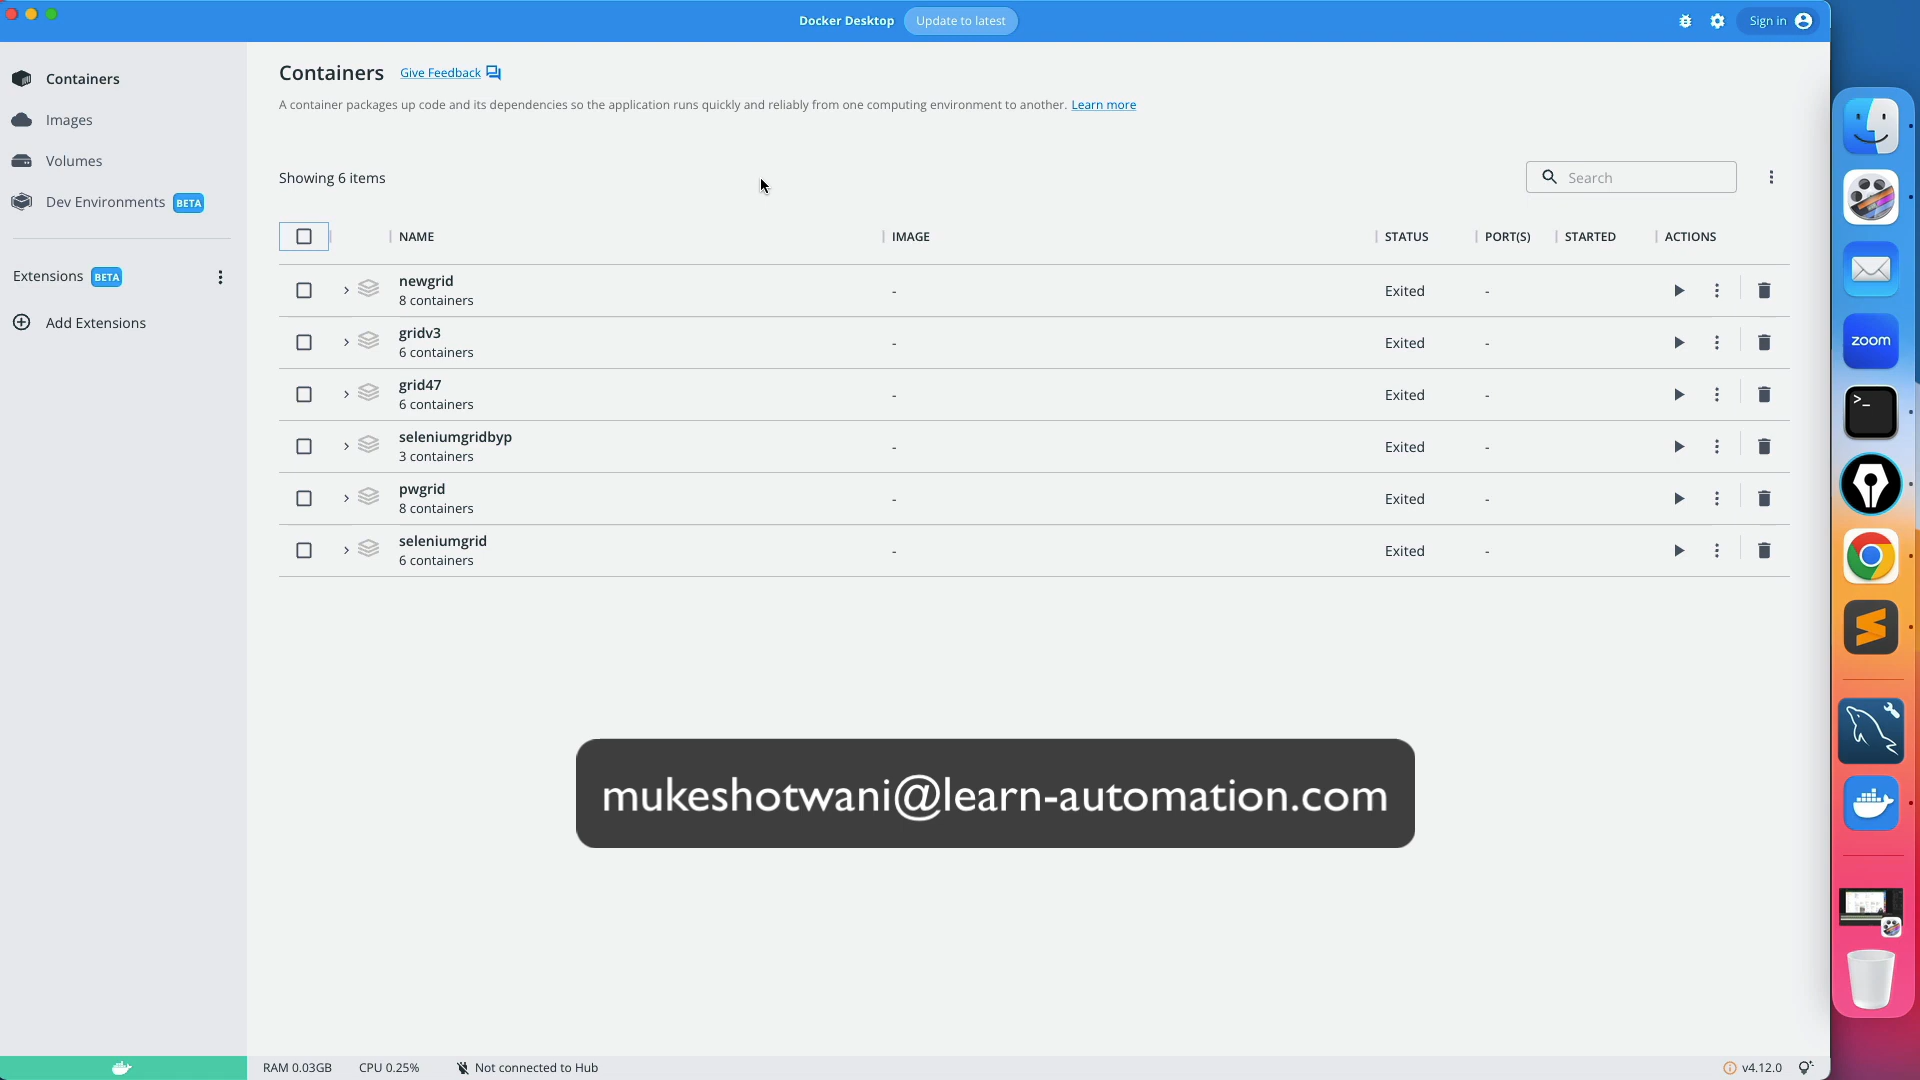 Docker Desktop
Update to latest
Sign in
Containers
Images
Volumes
Dev Environments BETA
Extensions BETA
Add Extensions
Containers Give Feedback
A container packages up code and its dependencies so the application runs quickly and reliably from one computing environment to another. Learn more
Showing 6 items
Search
NAME IMAGE STATUS PORT(S) STARTED ACTIONS
newgrid
8 containers
- Exited -
gridv3
6 containers
- Exited -
grid47
6 containers
- Exited -
seleniumgridbyp
3 containers
- Exited -
pwgrid
8 containers
- Exited -
seleniumgrid
6 containers
- Exited -
zoom
>_
mukeshotwani@learn-automation.com
RAM 0.03GB CPU 0.25% Not connected to Hub
v4.12.0